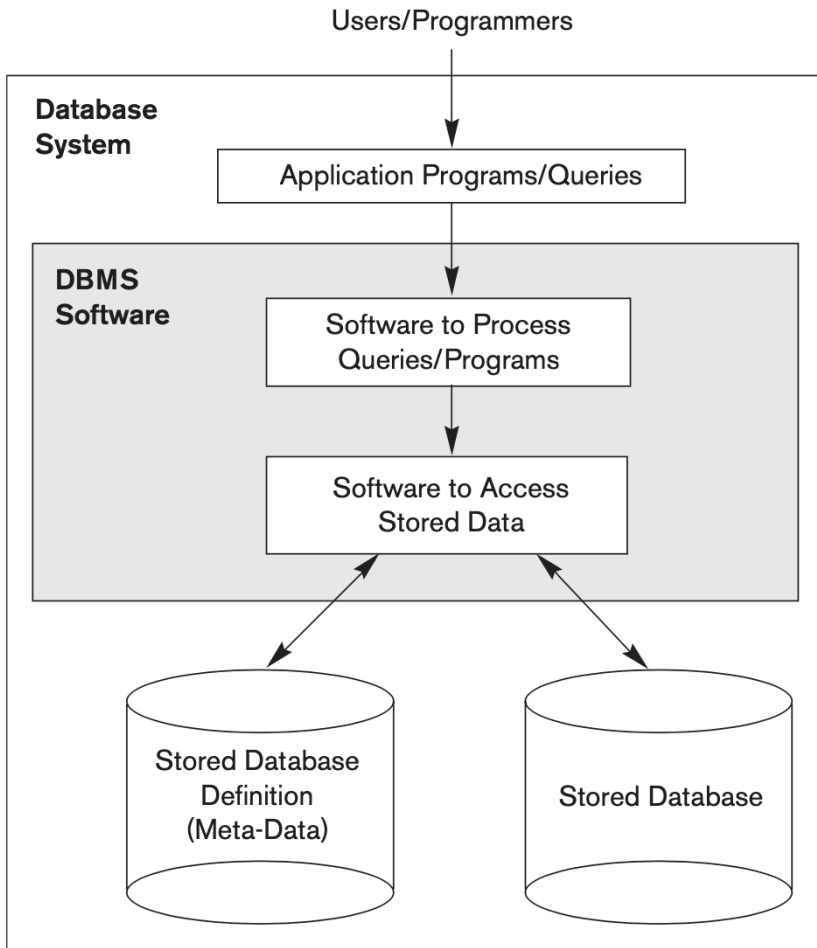 Users/Programmers
Database
System
Application Programs/Queries
DBMS
Software
Software to Process
Queries/Programs
Software to Access
Stored Data
Stored Database
Definition
(Meta-Data)
Stored Database